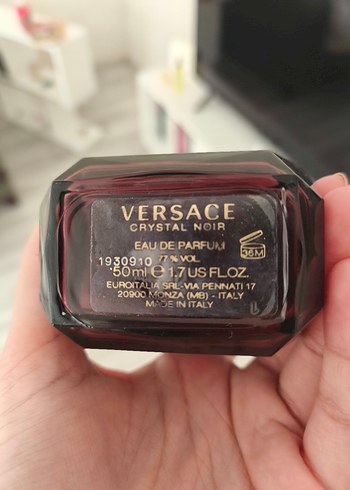 VERSACE
CRYSTAL NOIR
EAU DE PARFUM
77% VOL.
1930910
50ml ℮ 1,7 US FL.OZ.
36M
EUROITALIA SRL-VIA PENNATI 17
20900 MONZA (MB) - ITALY
MADE IN ITALY